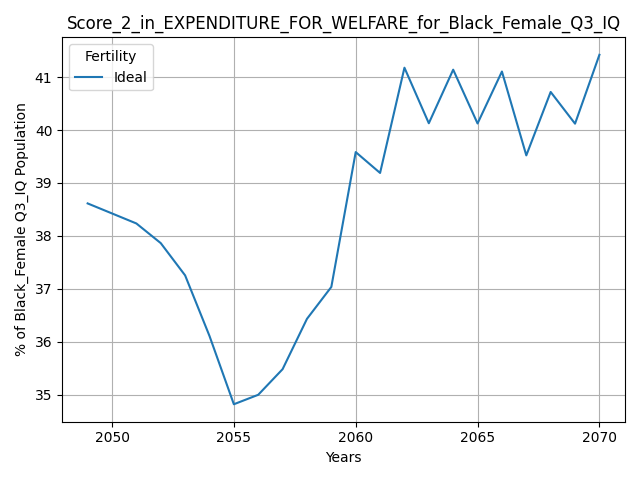 Score_2_in_EXPENDITURE_FOR_WELFARE_for_Black_Female_Q3_IQ
Fertility
Ideal
% of Black_Female Q3_IQ Population
41
40
39
38
37
36
35
2050
2055
2060
2065
2070
Years